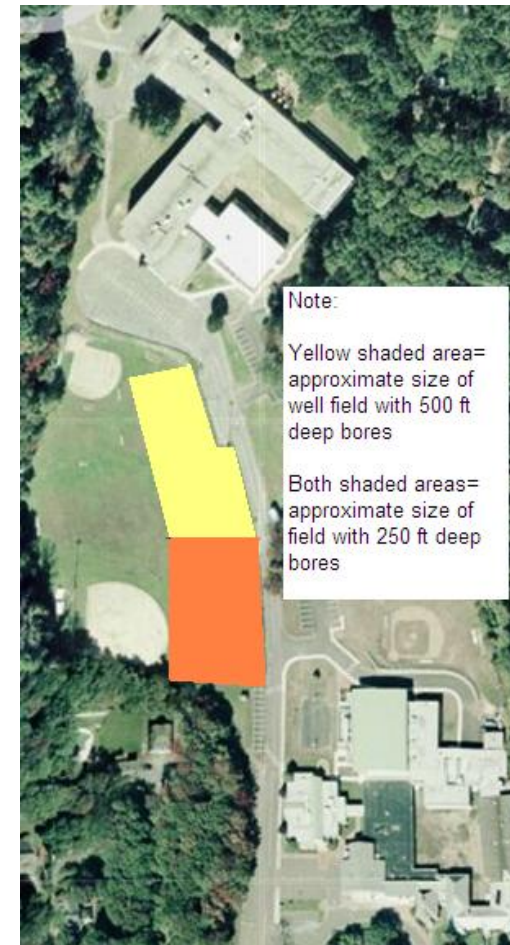 Note:
Yellow shaded area=
approximate size of
well field with 500 ft
deep bores
Both shaded areas=
approximate size of
field with 250 ft deep
bores